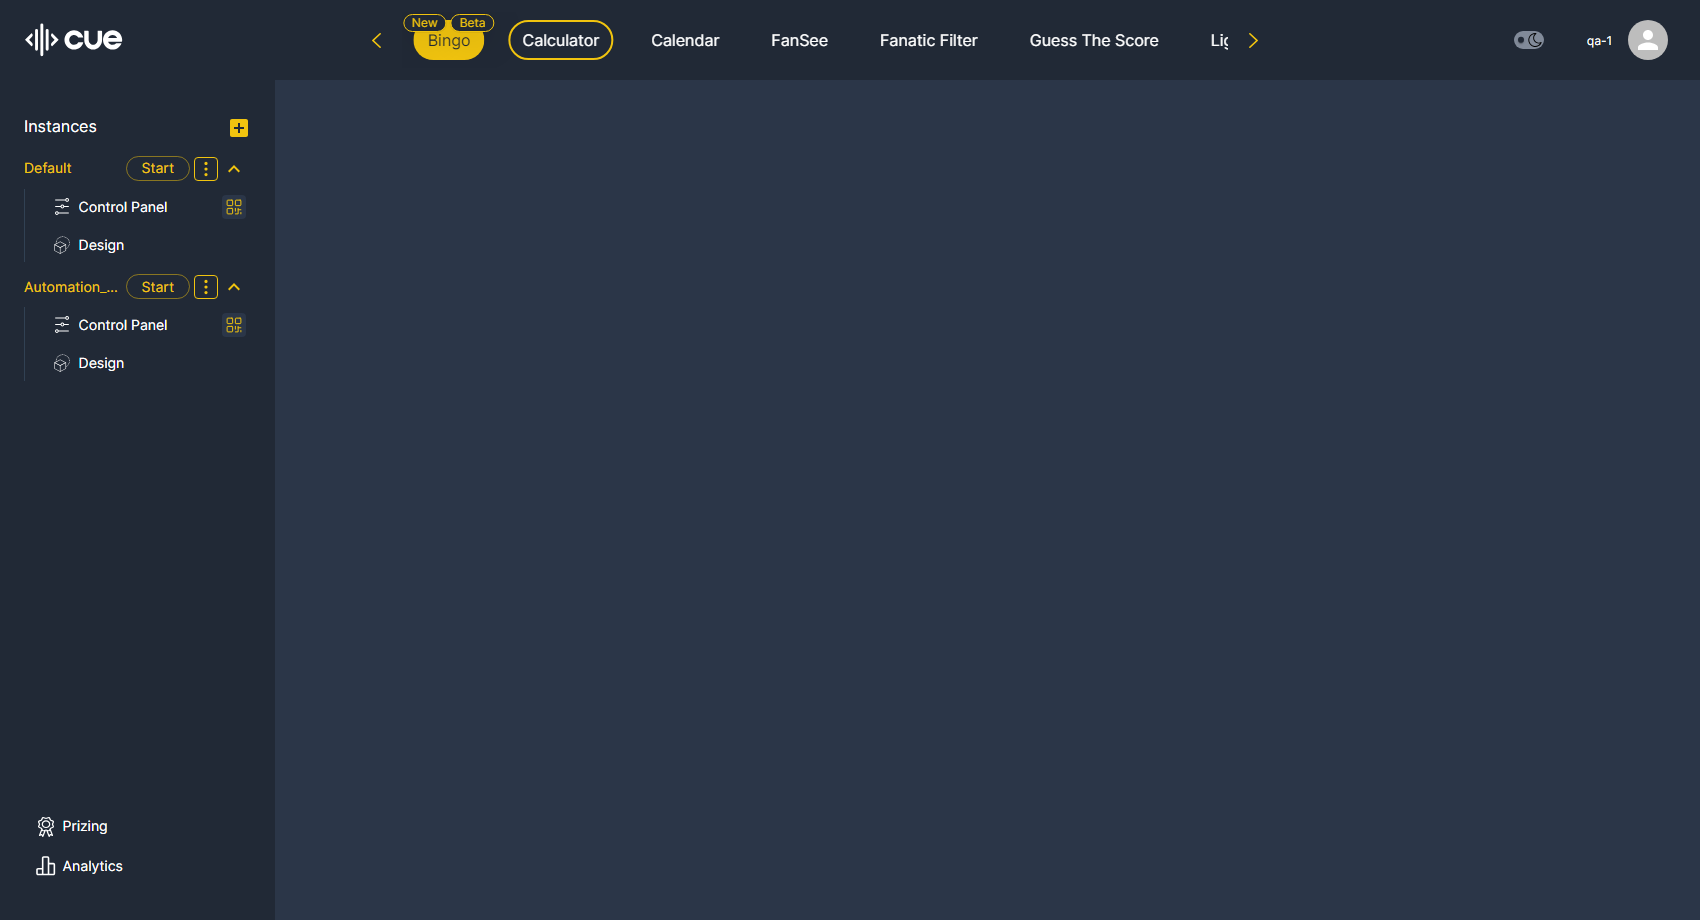 cue
New Beta
Bingo Calculator Calendar FanSee Fanatic Filter Guess The Score Lig
qa-1
Instances
Default Start
Control Panel
Design
Automation_... Start
Control Panel
Design
Prizing
Analytics